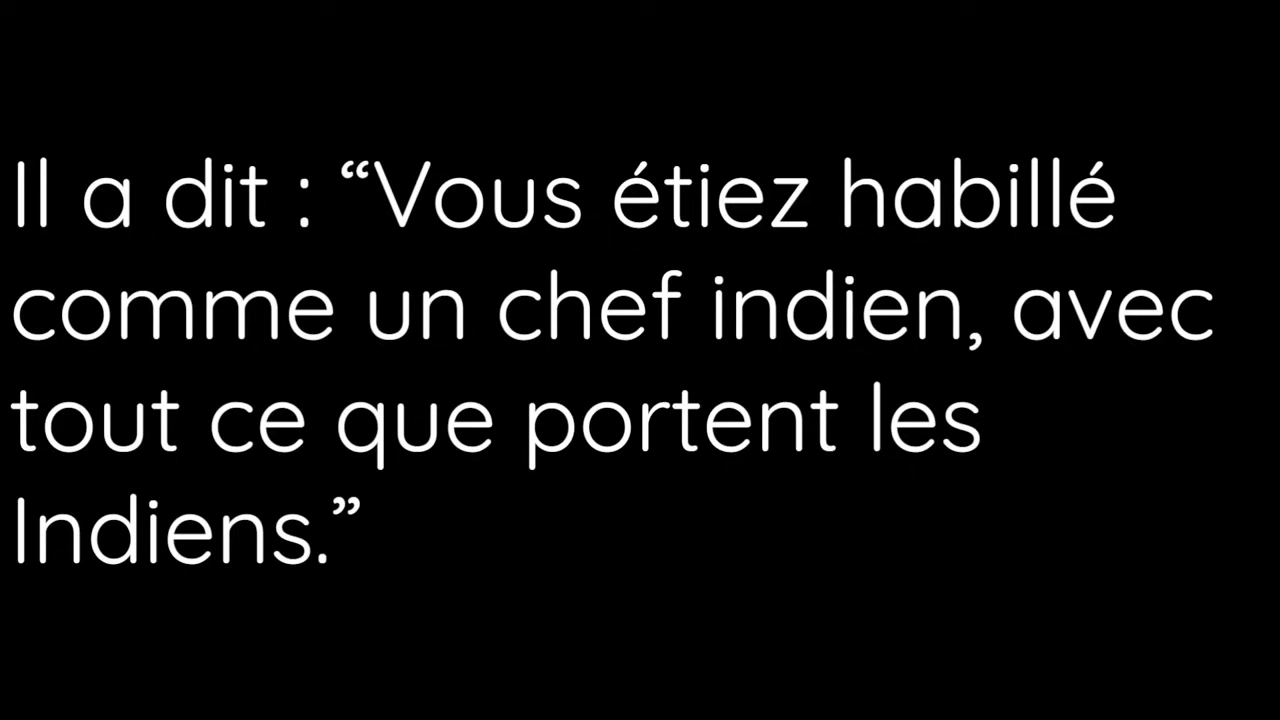 Il a dit : “Vous étiez habillé
comme un chef indien, avec
tout ce que portent les
Indiens.”